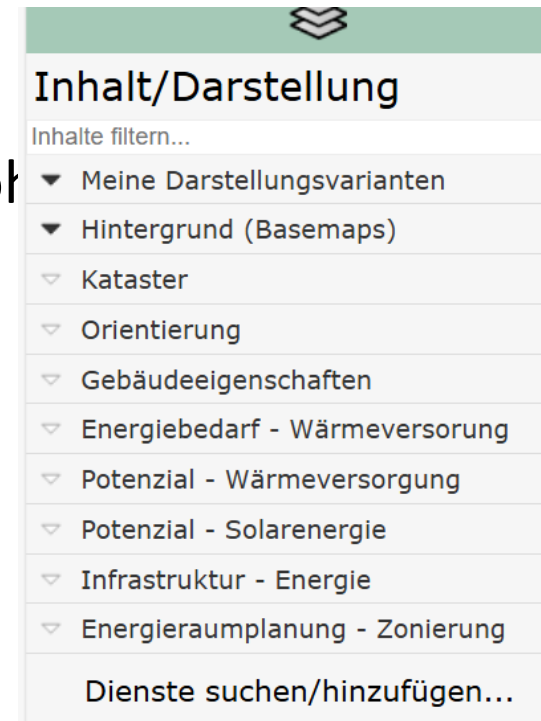 Inhalt/Darstellung
Inhalte filtern...
Meine Darstellungsvarianten
Hintergrund (Basemaps)
Kataster
Orientierung
Gebäudeeigenschaften
Energiebedarf - Wärmeversorung
Potenzial - Wärmeversorgung
Potenzial - Solarenergie
Infrastruktur - Energie
Energieraumplanung - Zonierung
Dienste suchen/hinzufügen...